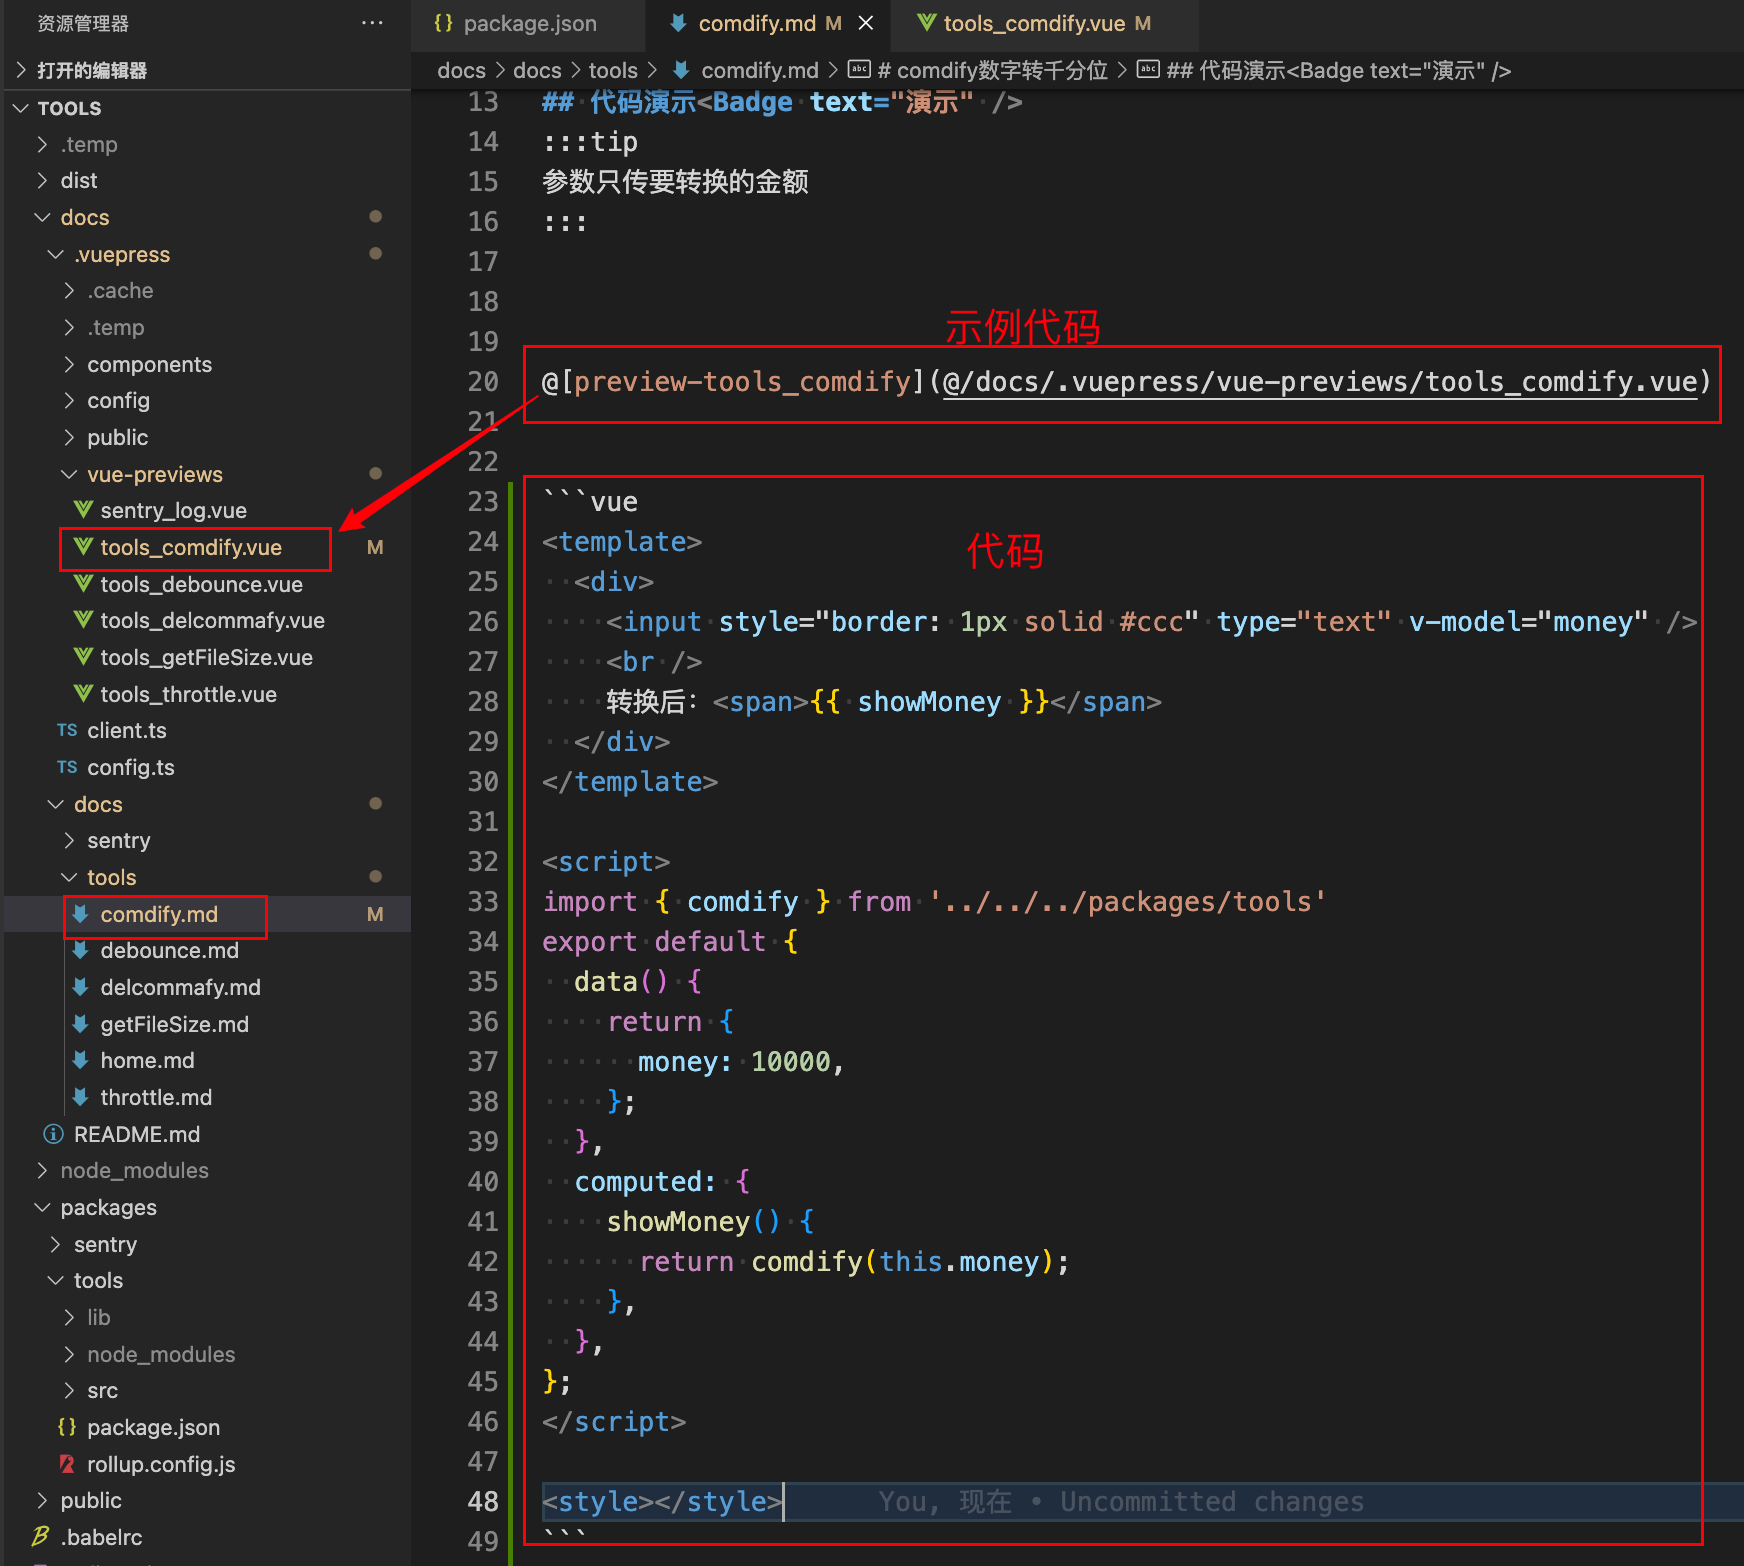 资源管理器
···
打开的编辑器
TOOLS
.temp
dist
docs
.vuepress
.cache
.temp
components
config
public
vue-previews
sentry_log.vue
tools_comdify.vue M
tools_debounce.vue
tools_delcommafy.vue
tools_getFileSize.vue
tools_throttle.vue
TS client.ts
TS config.ts
docs
sentry
tools
comdify.md M
debounce.md
delcommafy.md
getFileSize.md
home.md
throttle.md
README.md
node_modules
packages
sentry
tools
lib
node_modules
src
{} package.json
rollup.config.js
public
.babelrc
{} package.json
comdify.md M ×
tools_comdify.vue M
docs > docs > tools > comdify.md > abc # comdify数字转千分位 > abc ## 代码演示<Badge text="演示" />
13 ## 代码演示<Badge text="演示" />
14 :::tip
15 参数只传要转换的金额
16 :::
17
18
示例代码
19
20 @[preview-tools_comdify](@/docs/.vuepress/vue-previews/tools_comdify.vue)
21
22
23 ```vue
24 <template>
代码
25   <div>
26     <input style="border: 1px solid #ccc" type="text" v-model="money" />
27     <br />
28     转换后：<span>{{ showMoney }}</span>
29   </div>
30 </template>
31
32 <script>
33 import { comdify } from '../../../packages/tools'
34 export default {
35   data() {
36     return {
37       money: 10000,
38     };
39   },
40   computed: {
41     showMoney() {
42       return comdify(this.money);
43     },
44   },
45 };
46 </script>
47
48 <style></style> You, 现在 • Uncommitted changes
49 ```